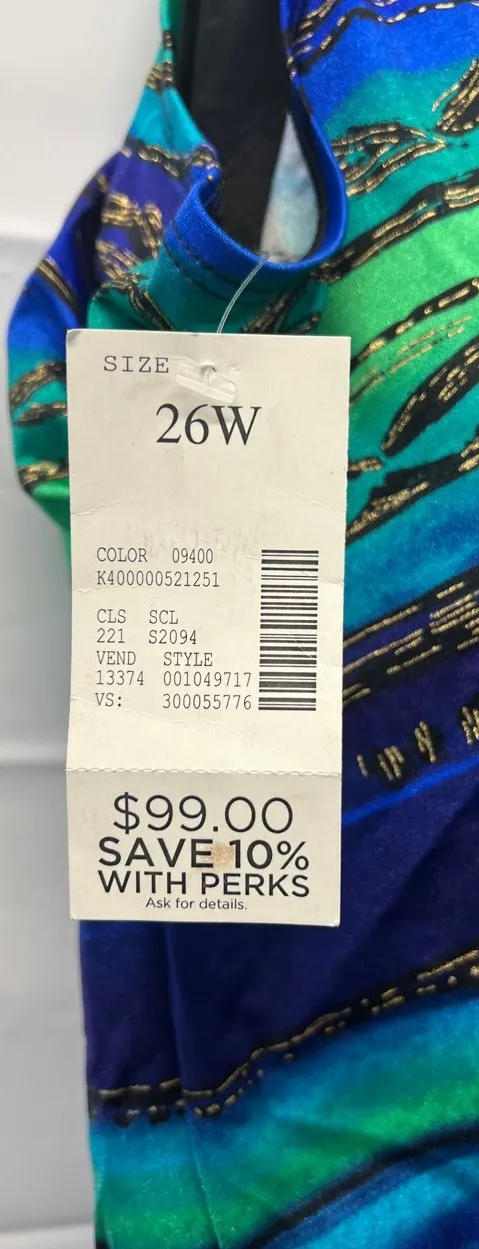 SIZE
26W
COLOR 09400
K400000521251
CLS SCL
221 S2094
VEND STYLE
13374 001049717
VS: 300055776
$99.00
SAVE 10%
WITH PERKS
Ask for details.